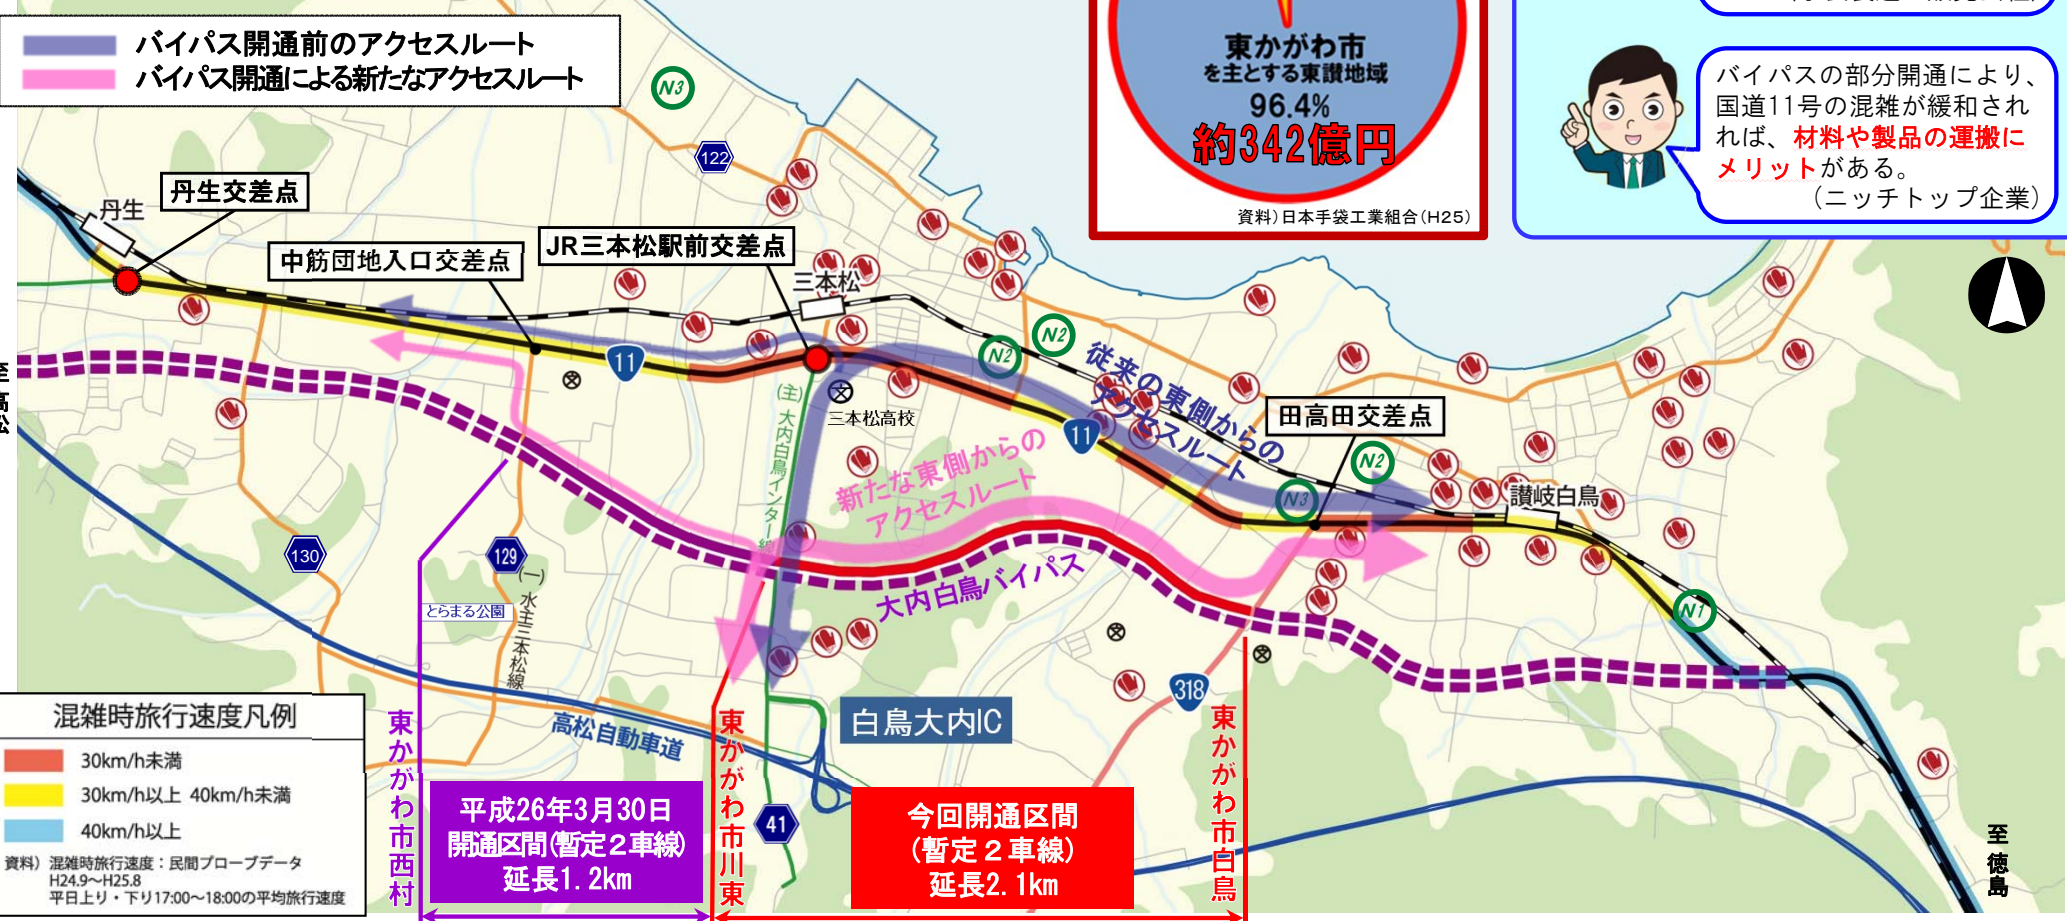 バイパス開通前のアクセスルート
バイパス開通による新たなアクセスルート
東かがわ市
を主とする東讃地域
96.4%
約342億円
資料)日本手袋工業組合(H25)
バイパスの部分開通により、
国道11号の混雑が緩和され
れば、材料や製品の運搬に
メリットがある。
(ニッチトップ企業)
N3
122
丹生交差点
丹生
中筋団地入口交差点
JR三本松駅前交差点
三本松
11
N2
N2
従来の東側からの
アクセスルート
(主)大内白鳥インター線
三本松高校
11
田高田交差点
N2
N3
讃岐白鳥
新たな東側からの
アクセスルート
大内白鳥バイパス
至高松
130
129
(一)水主三本松線
とらまる公園
N1
318
白鳥大内IC
高松自動車道
41
混雑時旅行速度凡例
30km/h未満
30km/h以上 40km/h未満
40km/h以上
資料) 混雑時旅行速度：民間プローブデータ
H24.9～H25.8
平日上り・下り17:00～18:00の平均旅行速度
東かがわ市西村
平成26年3月30日
開通区間(暫定2車線)
延長1.2km
東かがわ市川東
今回開通区間
(暫定2車線)
延長2.1km
東かがわ市白鳥
至徳島